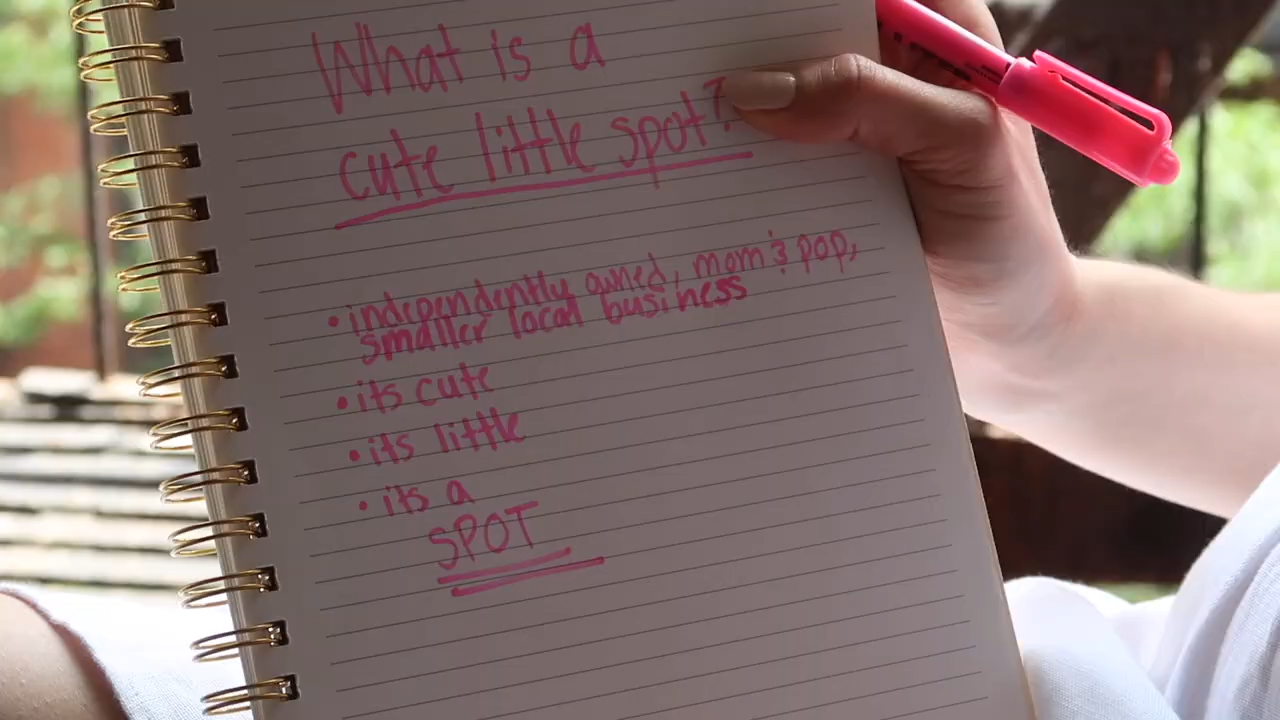 What is a
cute little spot?
• independently owned, mom & pop,
smaller local business
• its cute
• its little
• its a
SPOT